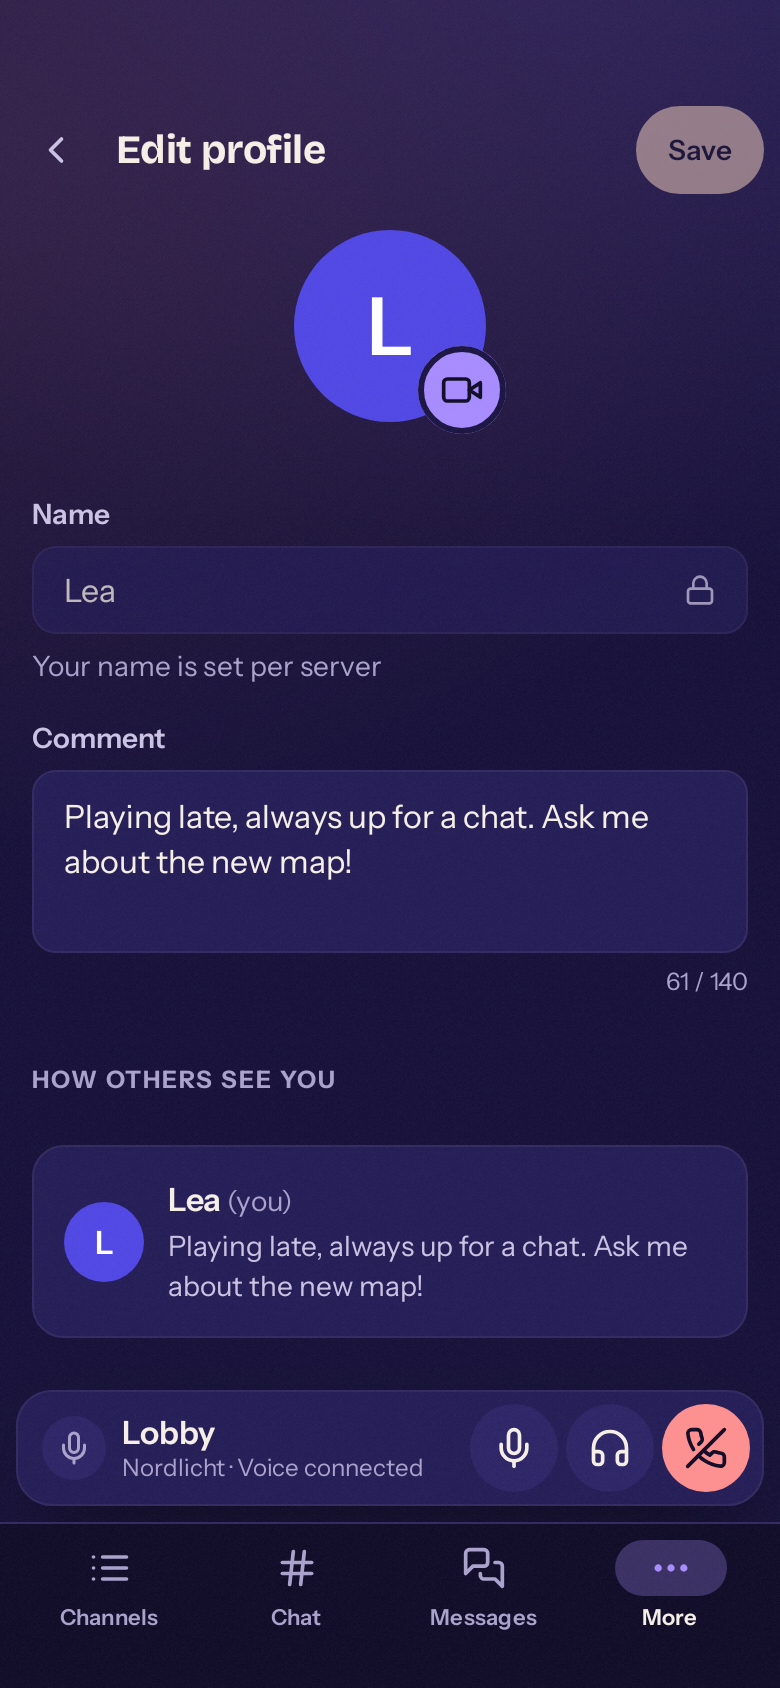 Edit profile
Save
L
Name
Lea
Your name is set per server
Comment
Playing late, always up for a chat. Ask me
about the new map!
61 / 140
HOW OTHERS SEE YOU
L
Lea (you)
Playing late, always up for a chat. Ask me
about the new map!
Lobby
Nordlicht · Voice connected
Channels
Chat
Messages
More